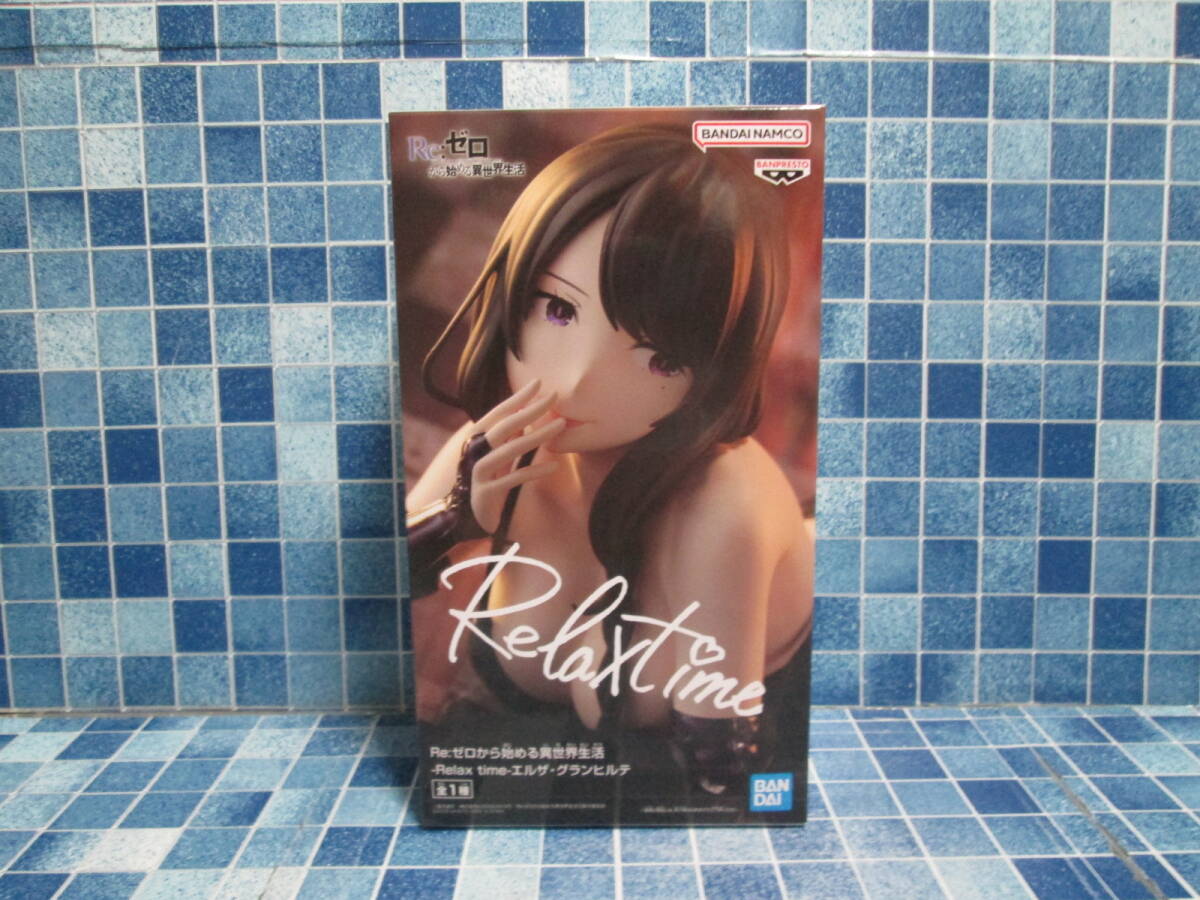 Re:ゼロ
から始める異世界生活
BANDAI NAMCO
BANPRESTO
Relax time
Re:ゼロから始める異世界生活
-Relax time-エルザ・グランヒルテ
全1種
BAN
DAI